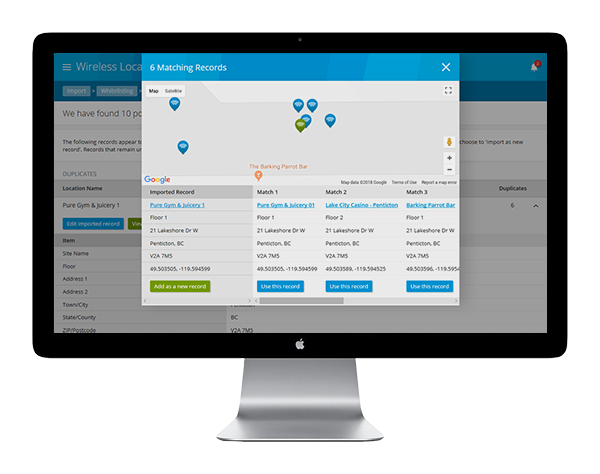 Wireless Loca
6 Matching Records
2
Import
Whitelisting
We have found 10 po
Map
Satellite
The following records appear to
choose to 'Import as new
record'. Records that remain un
The Barking Parrot Bar
Google
Map data ©2018 Google
Terms of Use
Report a map error
DUPLICATES
Location Name
Duplicates
Pure Gym & Juicery 1
6
Edit imported record
View
Item
Site Name
Floor
Address 1
Address 2
Town/City
State/County
BC
ZIP/Postcode
V2A 7M5
Imported Record
Match 1
Match 2
Match 3
Pure Gym & Juicery 1
Pure Gym & Juicery 01
Lake City Casino - Penticton
Barking Parrot Bar
Floor 1
Floor 1
Floor 2
Floor 1
21 Lakeshore Dr W
21 Lakeshore Dr W
21 Lakeshore Dr W
21 Lakeshore Dr W
Penticton, BC
Penticton, BC
Penticton, BC
Penticton, BC
V2A 7M5
V2A 7M5
V2A 7M5
V2A 7M5
49.503505, -119.594599
49.503505, -119.594599
49.503589, -119.594525
49.503596, -119.594
Add as a new record
Use this record
Use this record
Use this record